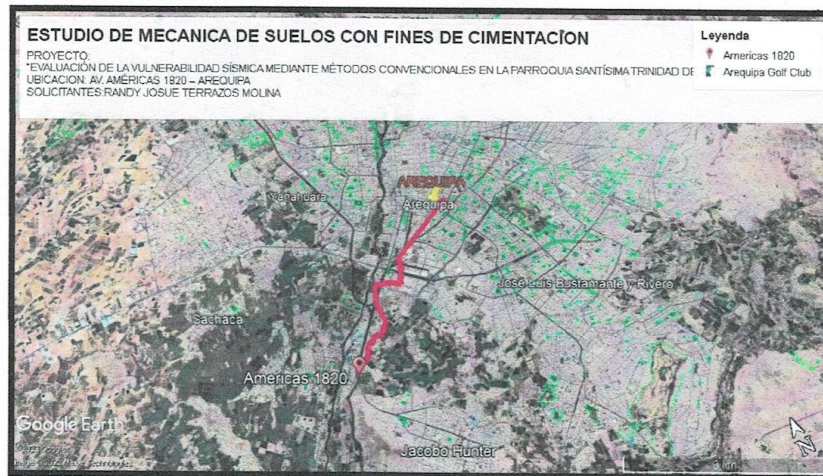 ESTUDIO DE MECANICA DE SUELOS CON FINES DE CIMENTACÏON
PROYECTO:
"EVALUACIÓN DE LA VULNERABILIDAD SÍSMICA MEDIANTE MÉTODOS CONVENCIONALES EN LA PARROQUIA SANTÍSIMA TRINIDAD DE
UBICACION: AV. AMÉRICAS 1820 – AREQUIPA
SOLICITANTES:RANDY JOSUE TERRAZOS MOLINA
Leyenda
Americas 1820
Arequipa Golf Club
AREQUIPA
Yanahuara
Arequipa
José Luis Bustamante y Rivero
Sachaca
Americas 1820
Google Earth
Jacobo Hunter
N